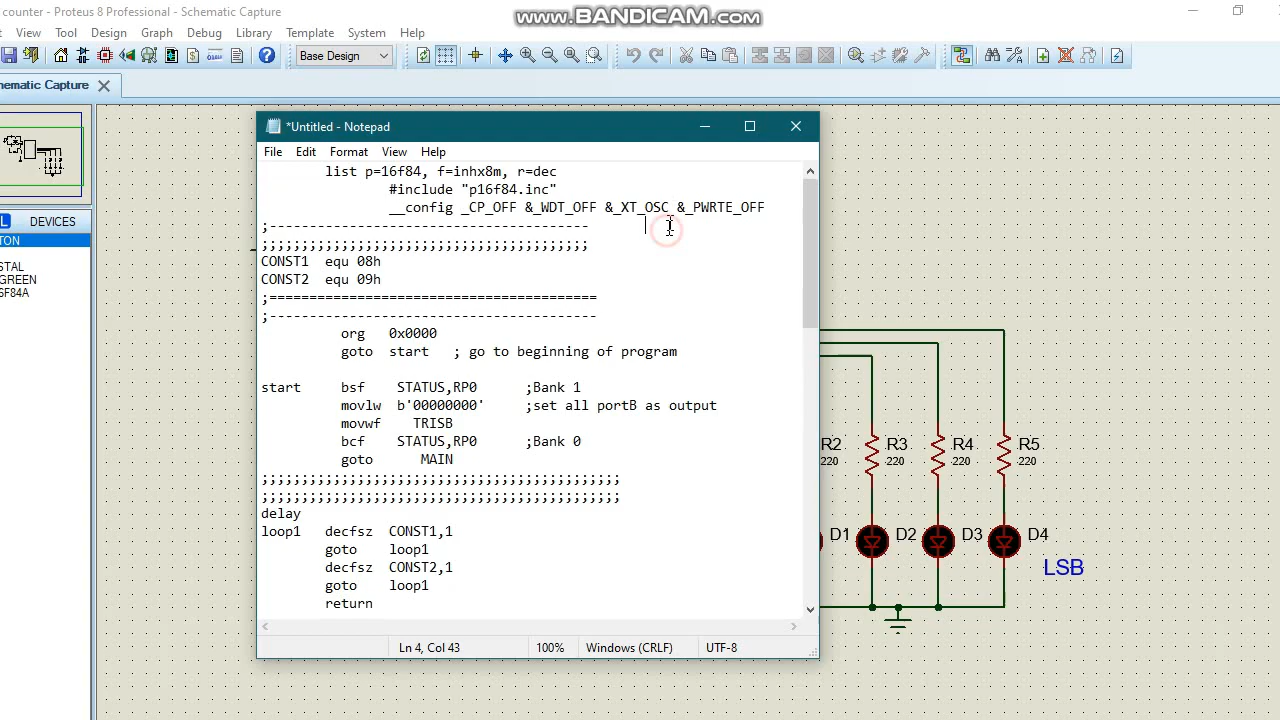 counter - Proteus 8 Professional - Schematic Capture
www.BANDICAM.com
View Tool Design Graph Debug Library Template System Help
Base Design
ematic Capture
*Untitled - Notepad
File Edit Format View Help
list p=16f84, f=inhx8m, r=dec
#include "p16f84.inc"
__config _CP_OFF &_WDT_OFF &_XT_OSC &_PWRTE_OFF
;----------------------------------------
;;;;;;;;;;;;;;;;;;;;;;;;;;;;;;;;;;;;;;;;;
CONST1 equ 08h
CONST2 equ 09h
;=========================================
;-----------------------------------------
org 0x0000
goto start ; go to beginning of program
start bsf STATUS,RP0 ;Bank 1
movlw b'00000000' ;set all portB as output
movwf TRISB
bcf STATUS,RP0 ;Bank 0
goto MAIN
;;;;;;;;;;;;;;;;;;;;;;;;;;;;;;;;;;;;;;;;;;;;;
;;;;;;;;;;;;;;;;;;;;;;;;;;;;;;;;;;;;;;;;;;;;;
delay
loop1 decfsz CONST1,1
goto loop1
decfsz CONST2,1
goto loop1
return
Ln 4, Col 43 100% Windows (CRLF) UTF-8
L DEVICES
TON
STAL
GREEN
6F84A
R2 R3 R4 R5
220 220 220 220
D1 D2 D3 D4
LSB